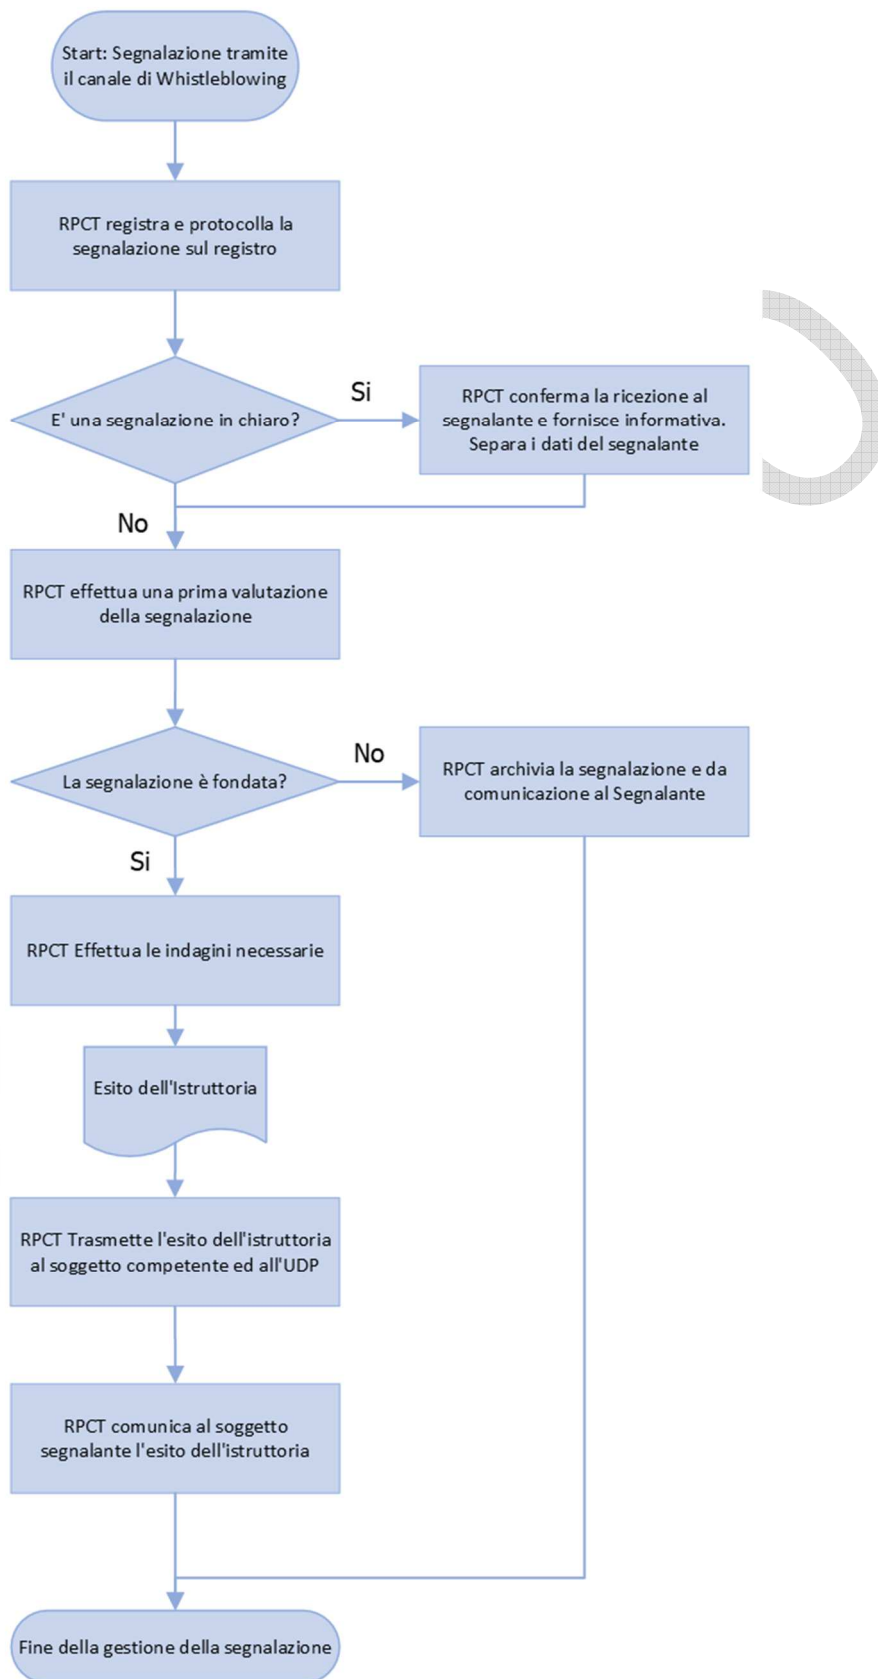 Start: Segnalazione tramite
il canale di Whistleblowing
RPCT registra e protocolla la
segnalazione sul registro
E' una segnalazione in chiaro?
Si
RPCT conferma la ricezione al
segnalante e fornisce informativa.
Separa i dati del segnalante
No
RPCT effettua una prima valutazione
della segnalazione
La segnalazione è fondata?
No
RPCT archivia la segnalazione e da
comunicazione al Segnalante
Si
RPCT Effettua le indagini necessarie
Esito dell'Istruttoria
RPCT Trasmette l'esito dell'istruttoria
al soggetto competente ed all'UDP
RPCT comunica al soggetto
segnalante l'esito dell'istruttoria
Fine della gestione della segnalazione